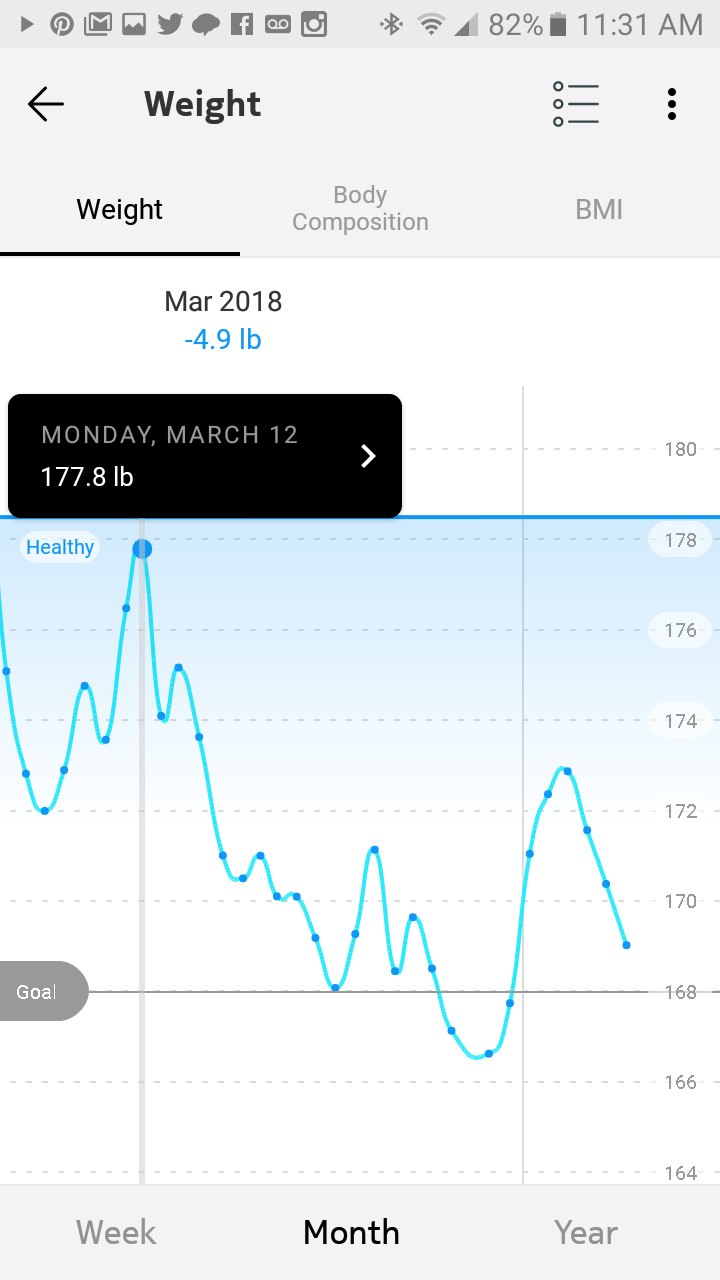 82% 11:31 AM
Weight
Weight
Body
Composition
BMI
Mar 2018
-4.9 lb
MONDAY, MARCH 12
177.8 lb
180
Healthy
178
176
174
172
170
Goal
168
166
164
Week
Month
Year